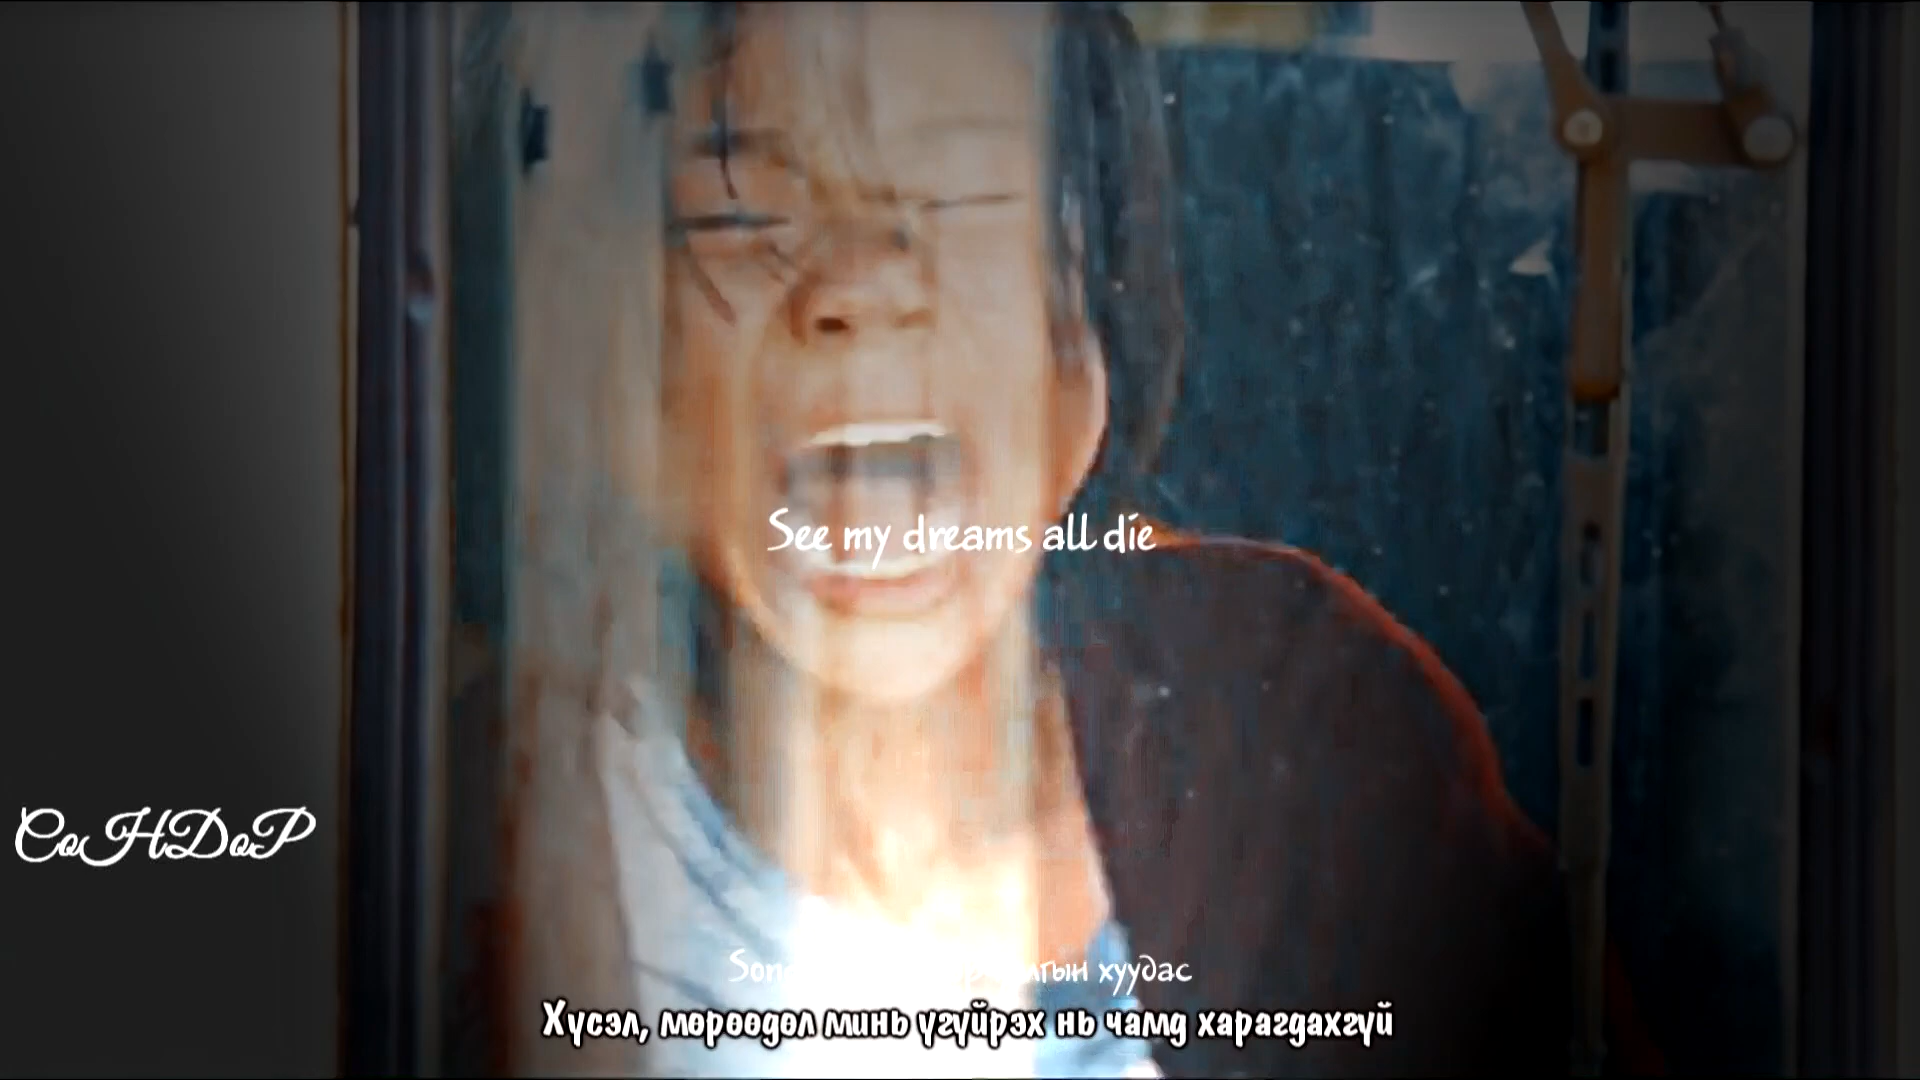 See my dreams all die
CoHDoP
хуудас
Хүсэл, мөрөөдөл минь үгүйрэх нь чамд харагдахгүй